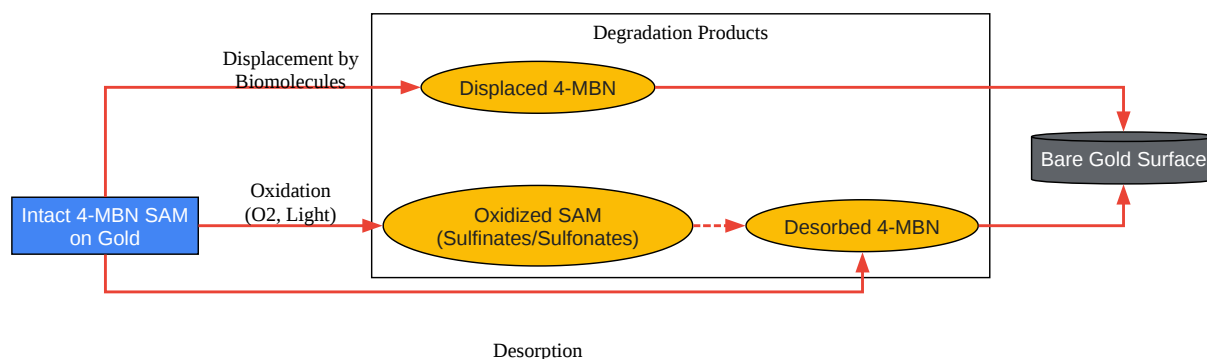 Degradation Products
Displacement by
Biomolecules
Displaced 4-MBN
Bare Gold Surface
Intact 4-MBN SAM
on Gold
Oxidation
(O2, Light)
Oxidized SAM
(Sulfinates/Sulfonates)
Desorbed 4-MBN
Desorption